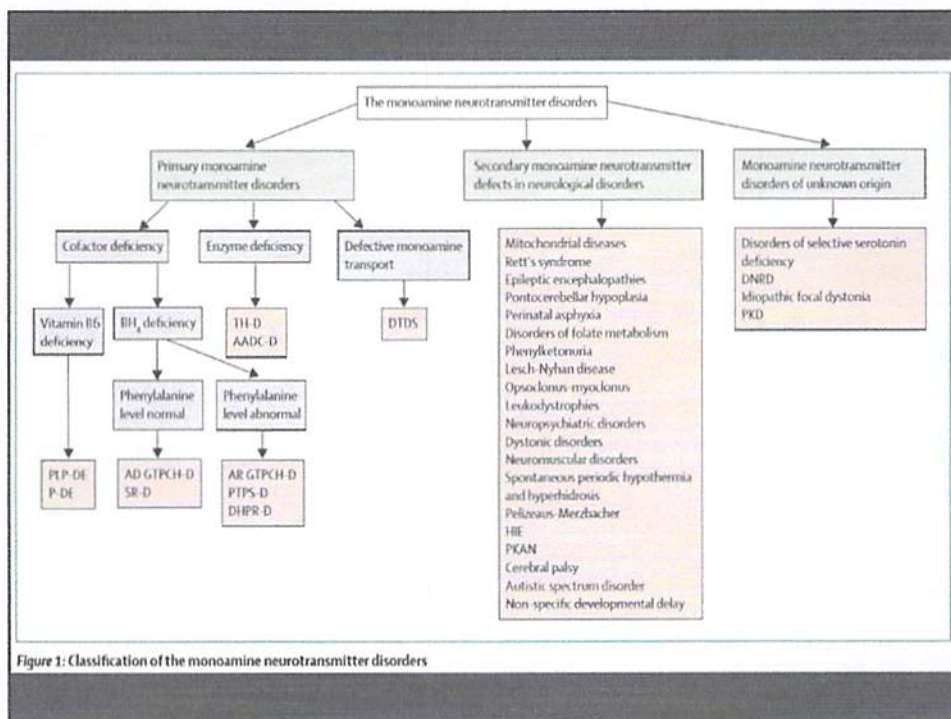 The monoamine neurotransmitter disorders
Primary monoamine
neurotransmitter disorders
Secondary monoamine neurotransmitter
defects in neurological disorders
Monoamine neurotransmitter
disorders of unknown origin
Cofactor deficiency
Enzyme deficiency
Defective monoamine
transport
Vitamin B6
deficiency
BH₄ deficiency
TH-D
AADC-D
DTDS
Phenylalanine
level normal
Phenylalanine
level abnormal
PLP-DE
P-DE
AD GTPCH-D
SR-D
AR GTPCH-D
PTPS-D
DHPR-D
Mitochondrial diseases
Rett's syndrome
Epileptic encephalopathies
Pontocerebellar hypoplasia
Perinatal asphyxia
Disorders of folate metabolism
Phenylketonuria
Lesch-Nyhan disease
Opsoclonus-myoclonus
Leukodystrophies
Neuropsychiatric disorders
Dystonic disorders
Neuromuscular disorders
Spontaneous periodic hypothermia
and hyperhidrosis
Pelizeaus-Merzbacher
HIE
PKAN
Cerebral palsy
Autistic spectrum disorder
Non-specific developmental delay
Disorders of selective serotonin
deficiency
DNRD
Idiopathic focal dystonia
PKD
Figure 1: Classification of the monoamine neurotransmitter disorders